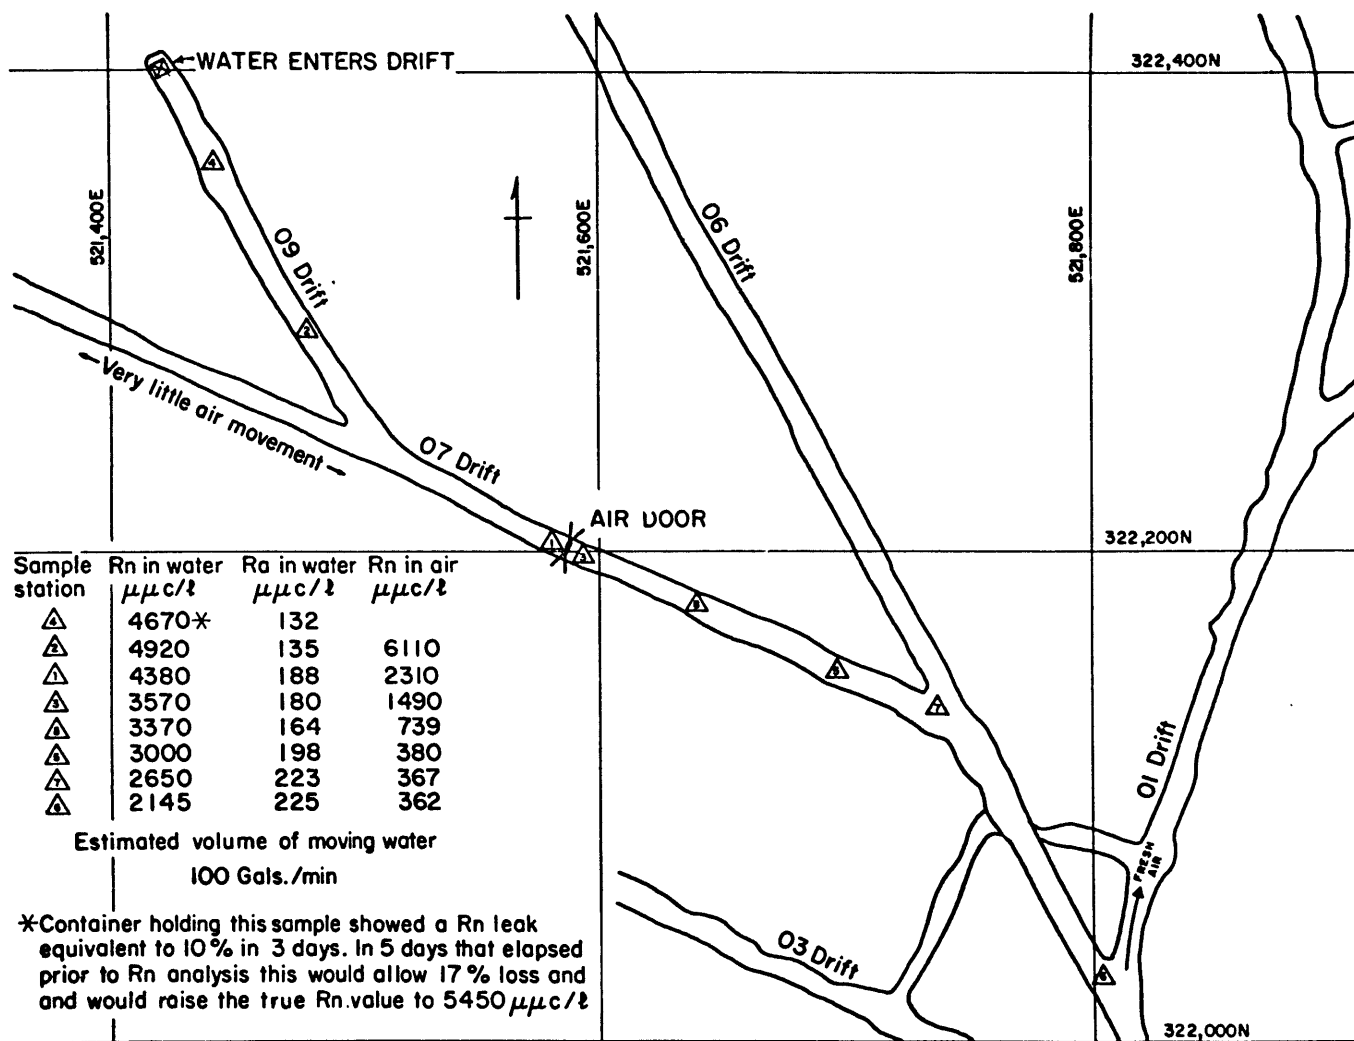 WATER ENTERS DRIFT
322,400N
4
521,400E
521,600E
521,800E
09 Drift
06 Drift
2
Very little air movement
07 Drift
AIR DOOR
1
3
322,200N
7
01 Drift
FRESH
AIR
03 Drift
322,000N
Sample station Rn in water μμc/ℓ Ra in water μμc/ℓ Rn in air μμc/ℓ
4 4670* 132
2 4920 135 6110
1 4380 188 2310
3 3570 180 1490
3370 164 739
3000 198 380
7 2650 223 367
2145 225 362
Estimated volume of moving water
100 Gals./min
*Container holding this sample showed a Rn leak
equivalent to 10% in 3 days. In 5 days that elapsed
prior to Rn analysis this would allow 17% loss and
and would raise the true Rn.value to 5450 μμc/ℓ